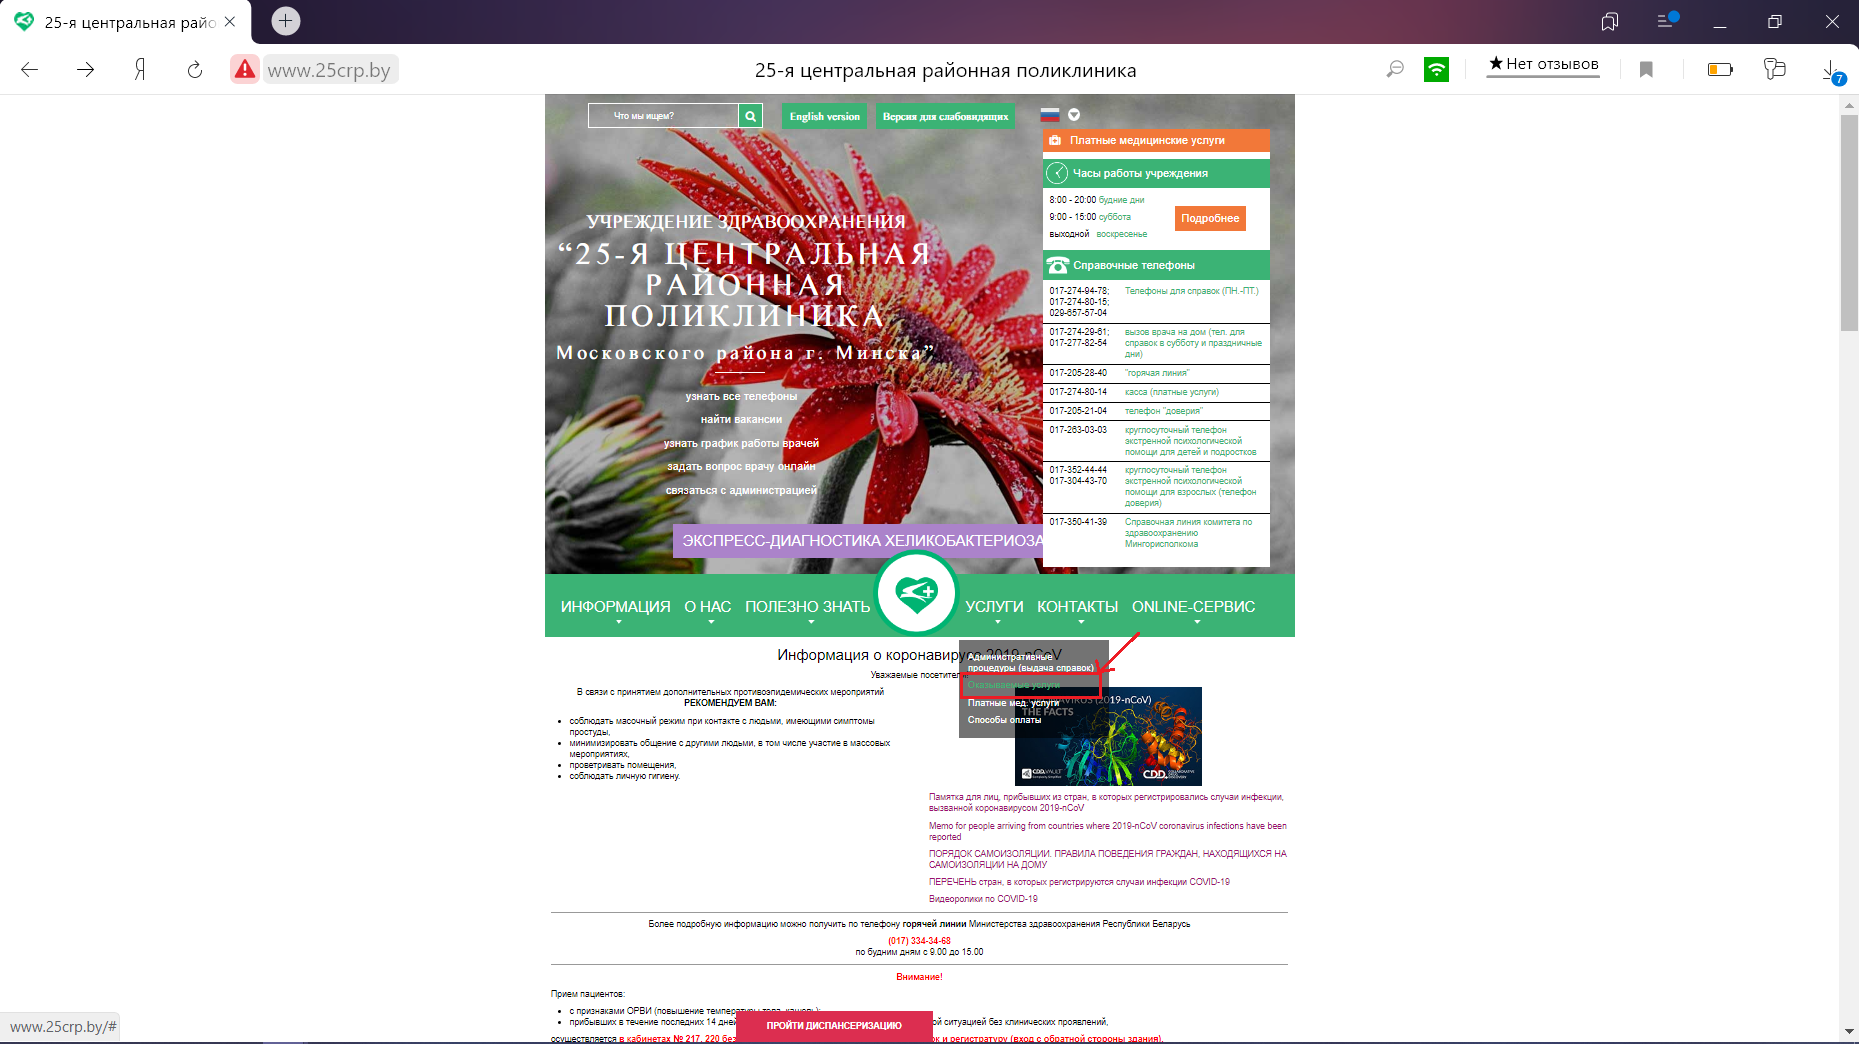 25-я центральная райо
www.25crp.by
25-я центральная районная поликлиника
Нет отзывов
7
Что мы ищем?
English version
Версия для слабовидящих
Платные медицинские услуги
Часы работы учреждения
8:00 - 20:00 будние дни
9:00 - 15:00 суббота
выходной воскресенье
Подробнее
Справочные телефоны
017-274-94-78; Телефоны для справок (ПН.-ПТ.)
017-274-80-15;
029-657-57-04
017-274-29-61; вызов врача на дом (тел. для
017-277-82-54 справок в субботу и праздничные
дни)
017-205-28-40 "горячая линия"
017-274-80-14 касса (платные услуги)
017-205-21-04 телефон "доверия"
017-263-03-03 круглосуточный телефон
экстренной психологической
помощи для детей и подростков
017-352-44-44 круглосуточный телефон
017-304-43-70 экстренной психологической
помощи для взрослых (телефон
доверия)
017-350-41-39 Справочная линия комитета по
здравоохранению
Мингорисполкома
УЧРЕЖДЕНИЕ ЗДРАВООХРАНЕНИЯ
“25-Я ЦЕНТРАЛЬНАЯ
РАЙОННАЯ
ПОЛИКЛИНИКА
Московского района г. Минска”
узнать все телефоны
найти вакансии
узнать график работы врачей
задать вопрос врачу онлайн
связаться с администрацией
ЭКСПРЕСС-ДИАГНОСТИКА ХЕЛИКОБАКТЕРИОЗА
ИНФОРМАЦИЯ О НАС ПОЛЕЗНО ЗНАТЬ УСЛУГИ КОНТАКТЫ ONLINE-СЕРВИС
Информация о коронавирусе 2019-nCoV
Уважаемые посетители
Административные
процедуры (выдача справок)
Оказываемые услуги
Платные мед. услуги
Способы оплаты
В связи с принятием дополнительных противоэпидемических мероприятий
РЕКОМЕНДУЕМ ВАМ:
соблюдать масочный режим при контакте с людьми, имеющими симптомы
простуды,
минимизировать общение с другими людьми, в том числе участие в массовых
мероприятиях,
проветривать помещения,
соблюдать личную гигиену.
(2019-nCoV)
THE FACTS
CDD VAULT
CDD.
Памятка для лиц, прибывших из стран, в которых регистрировались случаи инфекции,
вызванной коронавирусом 2019-nCoV
Memo for people arriving from countries where 2019-nCoV coronavirus infections have been
reported
ПОРЯДОК САМОИЗОЛЯЦИИ. ПРАВИЛА ПОВЕДЕНИЯ ГРАЖДАН, НАХОДЯЩИХСЯ НА
САМОИЗОЛЯЦИИ НА ДОМУ
ПЕРЕЧЕНЬ стран, в которых регистрируются случаи инфекции COVID-19
Видеоролики по COVID-19
Более подробную информацию можно получить по телефону горячей линии Министерства здравоохранения Республики Беларусь
(017) 334-34-68
по будним дням с 9.00 до 15.00
Внимание!
Прием пациентов:
с признаками ОРВИ (повышение температуры тела, кашель);
прибывших в течение последних 14 дней ой ситуацией без клинических проявлений,
осуществляется в кабинетах № 217, 220 без ок и регистратуру (вход с обратной стороны здания).
ПРОЙТИ ДИСПАНСЕРИЗАЦИЮ
www.25crp.by/#